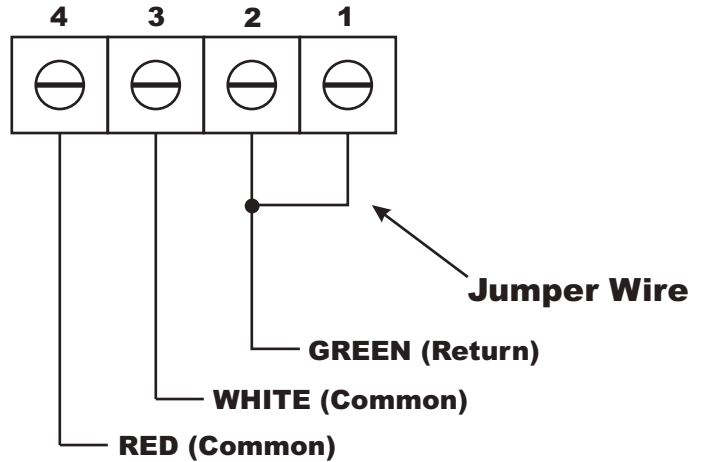 4 3 2 1
Jumper Wire
GREEN (Return)
WHITE (Common)
RED (Common)